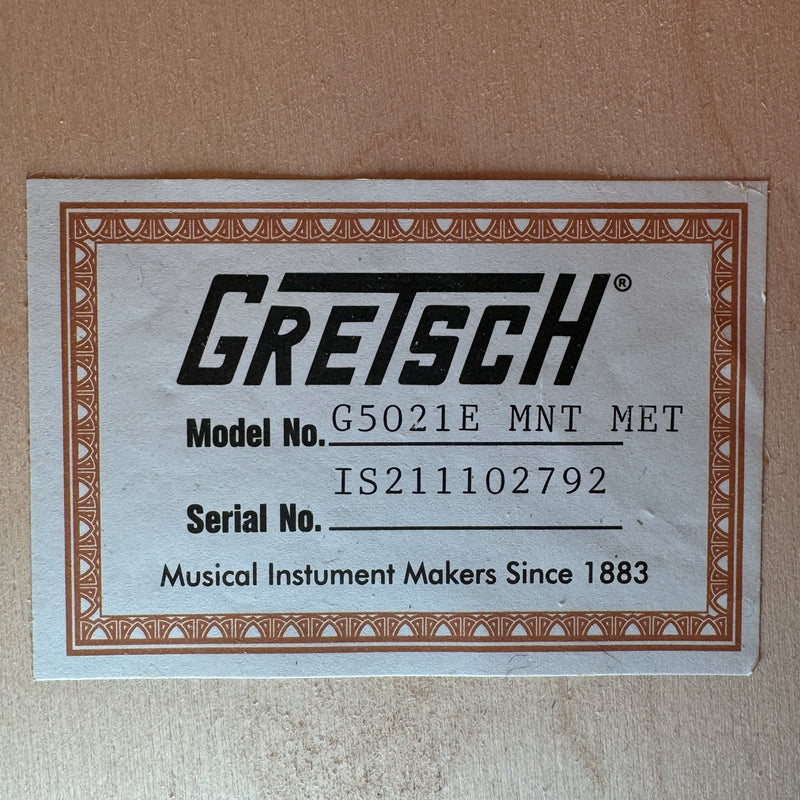 GRETSCH®
Model No. G5021E MNT MET
Serial No. IS211102792
Musical Instument Makers Since 1883